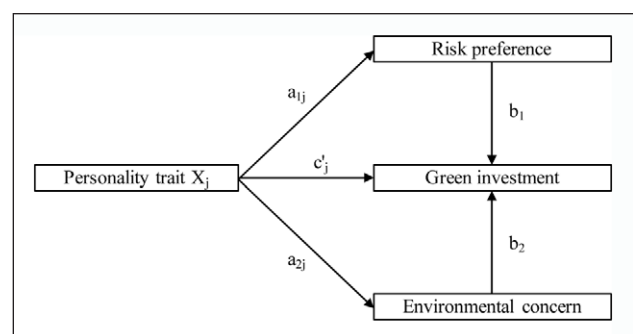 Risk preference
a1j
b1
Personality trait Xj
c'j
Green investment
a2j
b2
Environmental concern